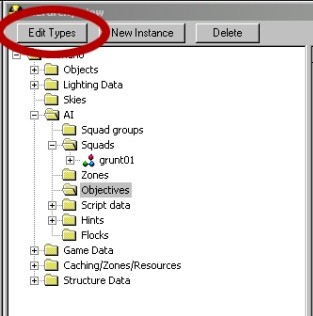 Edit Types New Instance Delete
Objects
Lighting Data
Skies
AI
Squad groups
Squads
grunt01
Zones
Objectives
Script data
Hints
Flocks
Game Data
Caching/Zones/Resources
Structure Data